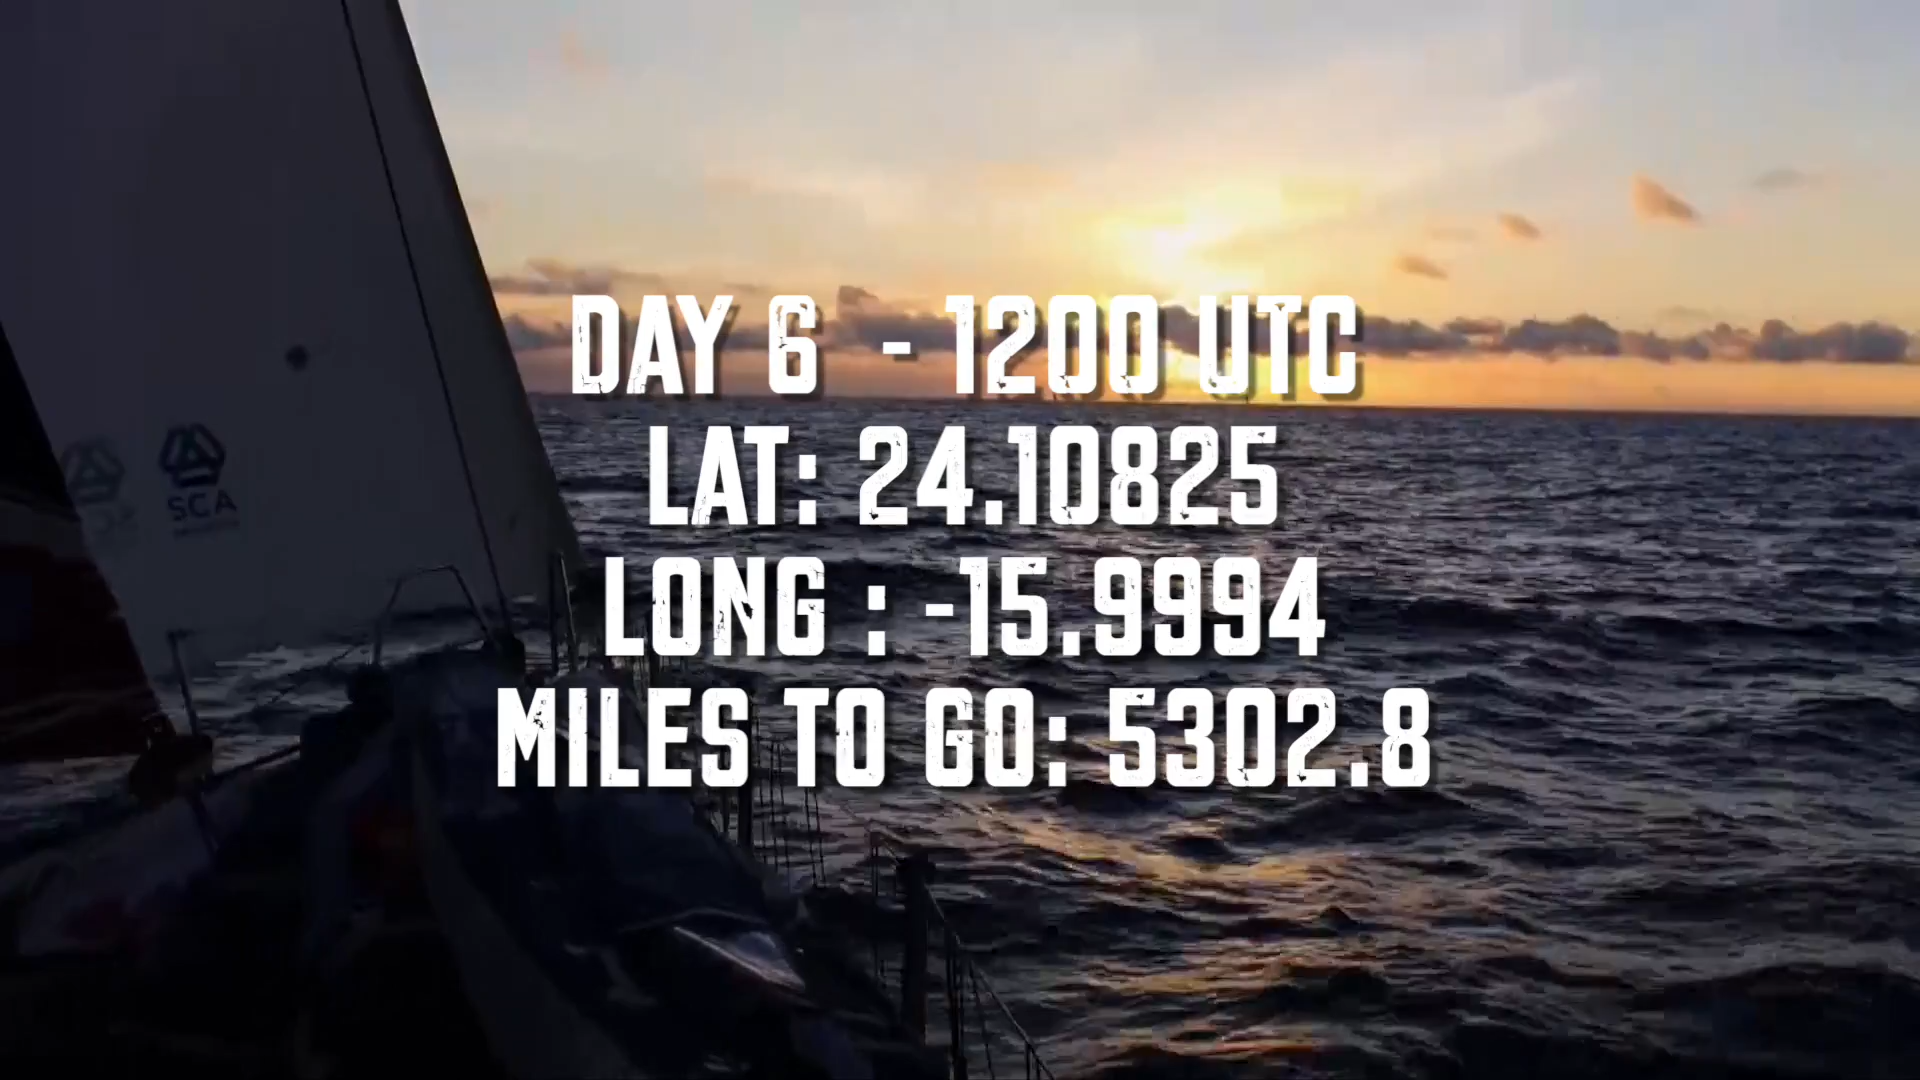 DAY 6 - 1200 UTC
LAT: 24.10825
LONG : -15.9994
MILES TO GO: 5302.8
SCA